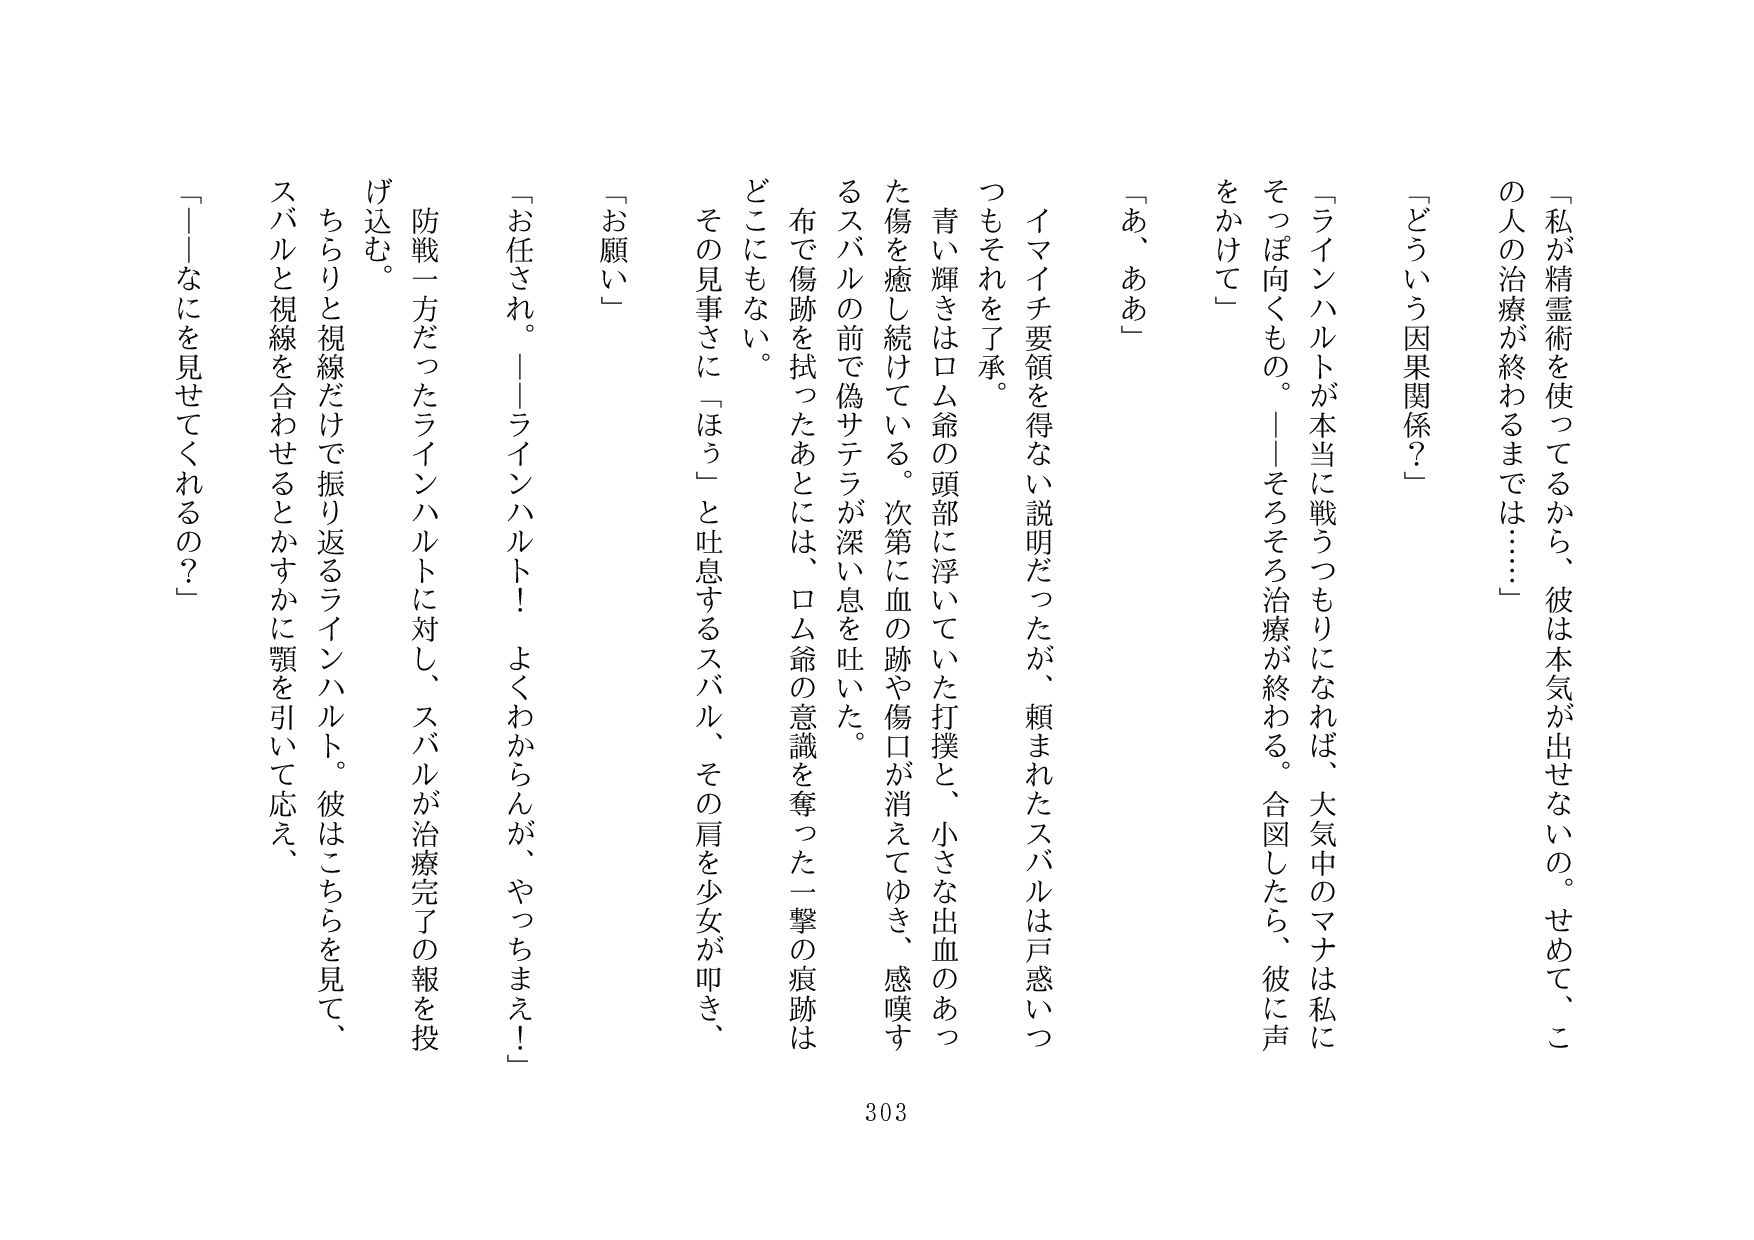 「私が精霊術を使ってるから、彼は本気が出せないの。せめて、こ
の人の治療が終わるまでは……」
「どういう因果関係？」
「ラインハルトが本当に戦うつもりになれば、大気中のマナは私に
そっぽ向くもの。――そろそろ治療が終わる。合図したら、彼に声
をかけて」
「あ、ああ」
　イマイチ要領を得ない説明だったが、頼まれたスバルは戸惑いつ
つもそれを了承。
　青い輝きはロム爺の頭部に浮いていた打撲と、小さな出血のあっ
た傷を癒し続けている。次第に血の跡や傷口が消えてゆき、感嘆す
るスバルの前で偽サテラが深い息を吐いた。
　布で傷跡を拭ったあとには、ロム爺の意識を奪った一撃の痕跡は
どこにもない。
　その見事さに「ほう」と吐息するスバル、その肩を少女が叩き、
「お願い」
「お任され。――ラインハルト！　よくわからんが、やっちまえ！」
　防戦一方だったラインハルトに対し、スバルが治療完了の報を投
げ込む。
　ちらりと視線だけで振り返るラインハルト。彼はこちらを見て、
スバルと視線を合わせるとかすかに顎を引いて応え、
「――なにを見せてくれるの？」
303